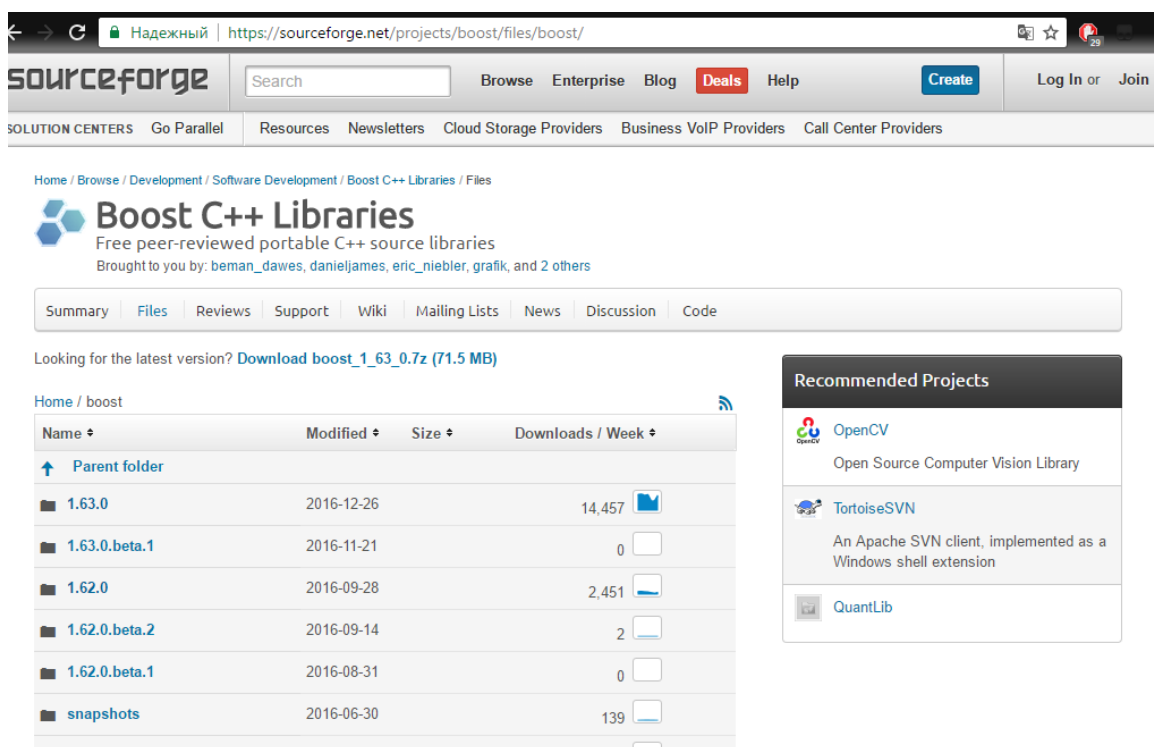 Надежный | https://sourceforge.net/projects/boost/files/boost/
29
sourceforge Search Browse Enterprise Blog Deals Help Create Log In or Join
SOLUTION CENTERS Go Parallel Resources Newsletters Cloud Storage Providers Business VoIP Providers Call Center Providers
Home / Browse / Development / Software Development / Boost C++ Libraries / Files
Boost C++ Libraries
Free peer-reviewed portable C++ source libraries
Brought to you by: beman_dawes, danieljames, eric_niebler, grafik, and 2 others
Summary Files Reviews Support Wiki Mailing Lists News Discussion Code
Looking for the latest version? Download boost_1_63_0.7z (71.5 MB)
Home / boost
Name Modified Size Downloads / Week
Parent folder
1.63.0 2016-12-26 14,457
1.63.0.beta.1 2016-11-21 0
1.62.0 2016-09-28 2,451
1.62.0.beta.2 2016-09-14 2
1.62.0.beta.1 2016-08-31 0
snapshots 2016-06-30 139
Recommended Projects
OpenCV
OpenCV
Open Source Computer Vision Library
TortoiseSVN
An Apache SVN client, implemented as a
Windows shell extension
QuantLib